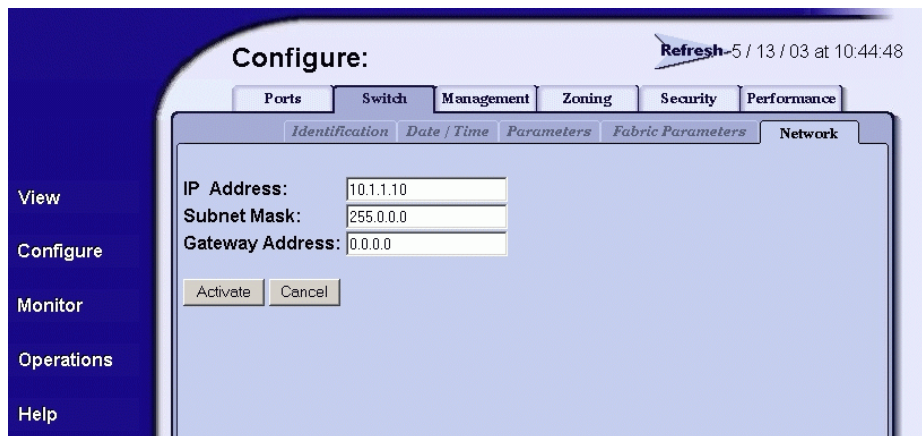 Configure:
Refresh 5 / 13 / 03 at 10:44:48
Ports Switch Management Zoning Security Performance
Identification Date / Time Parameters Fabric Parameters Network
View
Configure
Monitor
Operations
Help
IP Address: 10.1.1.10
Subnet Mask: 255.0.0.0
Gateway Address: 0.0.0.0
Activate Cancel